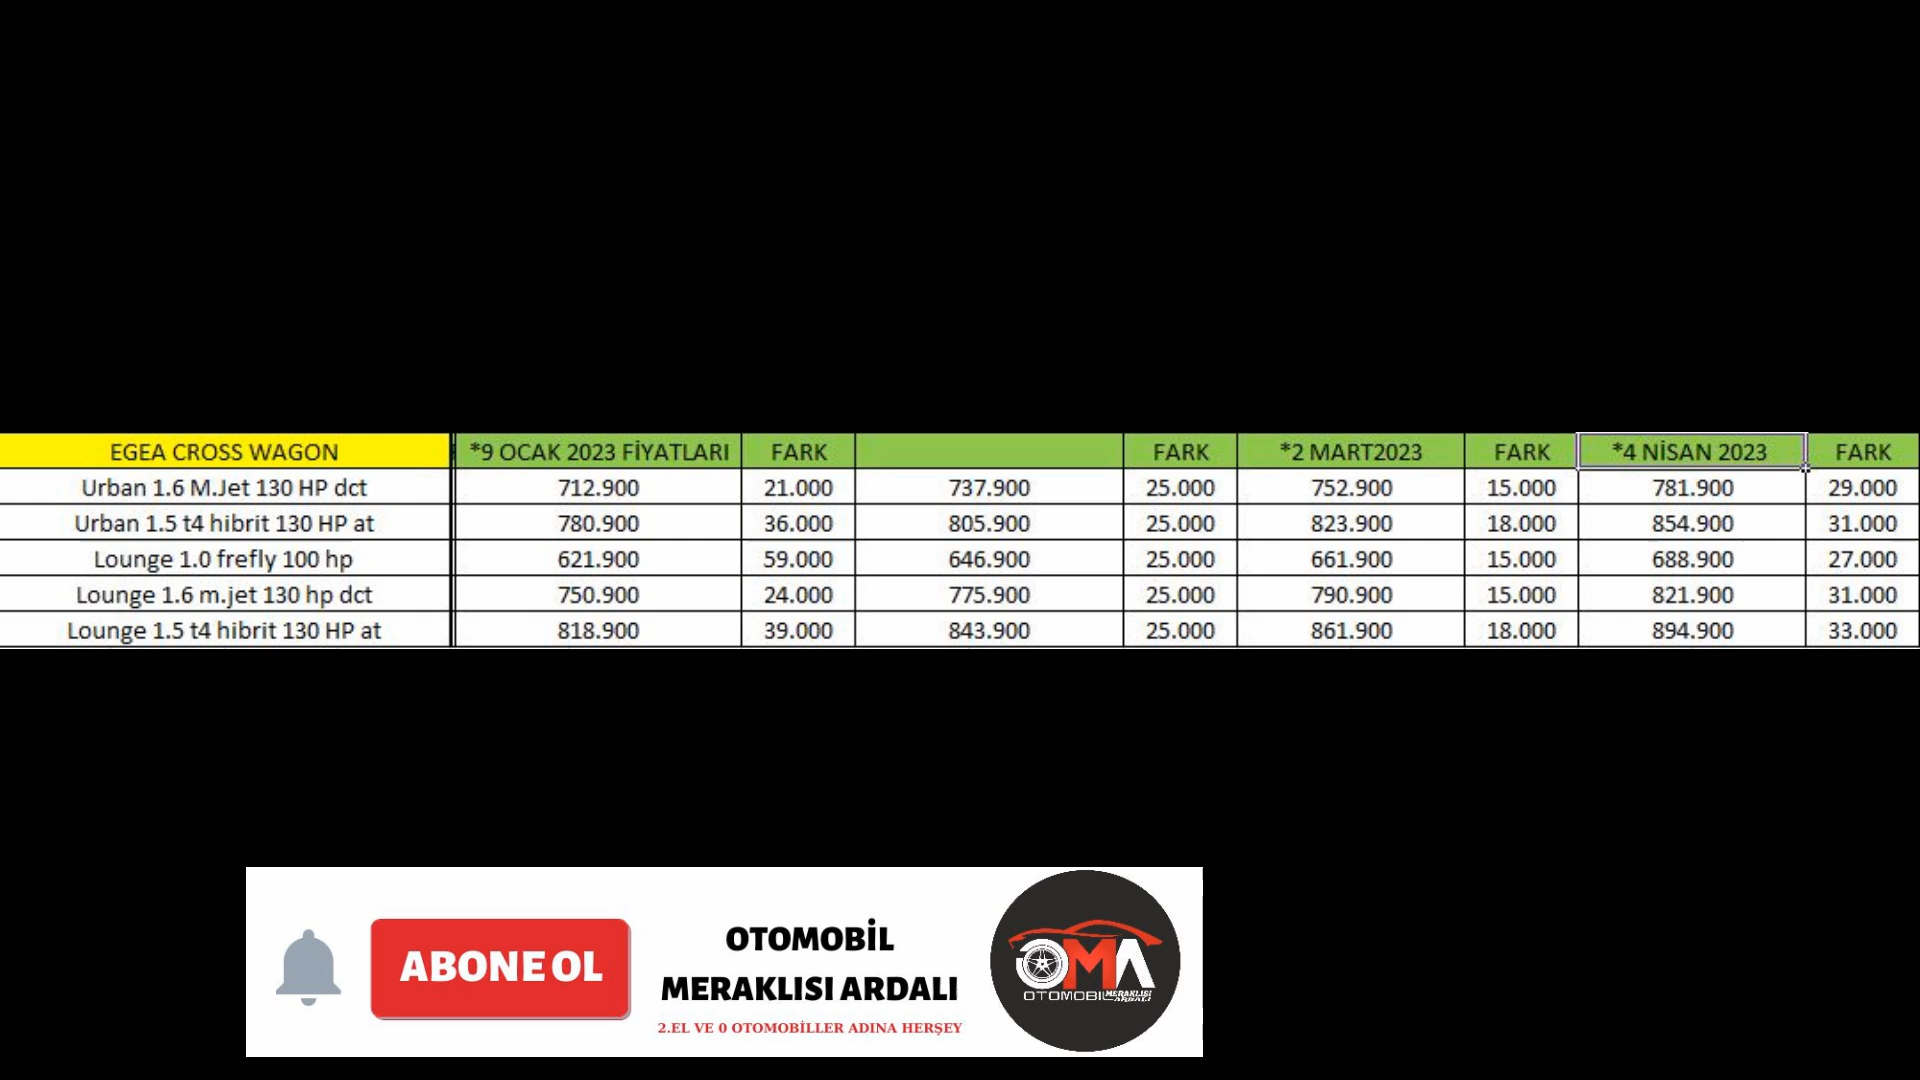 EGEA CROSS WAGON *9 OCAK 2023 FİYATLARI FARK FARK *2 MART2023 FARK *4 NİSAN 2023 FARK
Urban 1.6 M.Jet 130 HP dct 712.900 21.000 737.900 25.000 752.900 15.000 781.900 29.000
Urban 1.5 t4 hibrit 130 HP at 780.900 36.000 805.900 25.000 823.900 18.000 854.900 31.000
Lounge 1.0 frefly 100 hp 621.900 59.000 646.900 25.000 661.900 15.000 688.900 27.000
Lounge 1.6 m.jet 130 hp dct 750.900 24.000 775.900 25.000 790.900 15.000 821.900 31.000
Lounge 1.5 t4 hibrit 130 HP at 818.900 39.000 843.900 25.000 861.900 18.000 894.900 33.000
ABONE OL
OTOMOBİL
MERAKLISI ARDALI
2.EL VE 0 OTOMOBİLLER ADINA HERŞEY
OMA
OTOMOBIL MERAKLISI
ARDALI